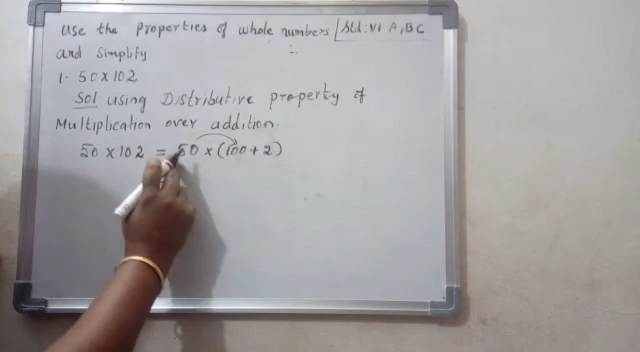 Use the properties of whole numbers Std: VI A, B C
and simplify
1. 50 × 102
Sol Using Distributive property of
Multiplication over addition.
50 × 102 = 50 × (100 + 2)